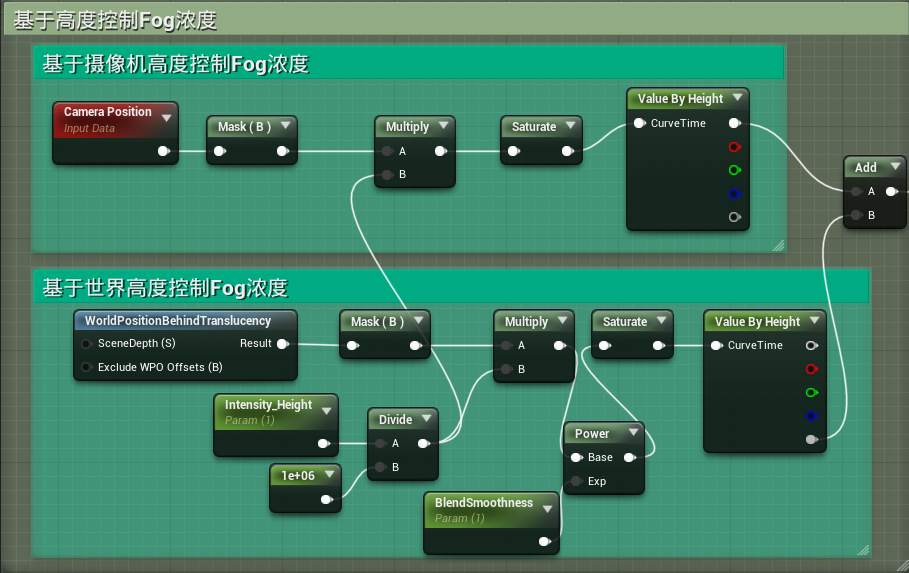 基于高度控制Fog浓度
基于摄像机高度控制Fog浓度
Camera Position
Input Data
Mask ( B )
Multiply
A
B
Saturate
Value By Height
CurveTime
Add
A
B
基于世界高度控制Fog浓度
WorldPositionBehindTranslucency
SceneDepth (S)
Result
Exclude WPO Offsets (B)
Mask ( B )
Multiply
A
B
Saturate
Value By Height
CurveTime
Intensity_Height
Param (1)
Divide
A
B
1e+06
Power
Base
Exp
BlendSmoothness
Param (1)